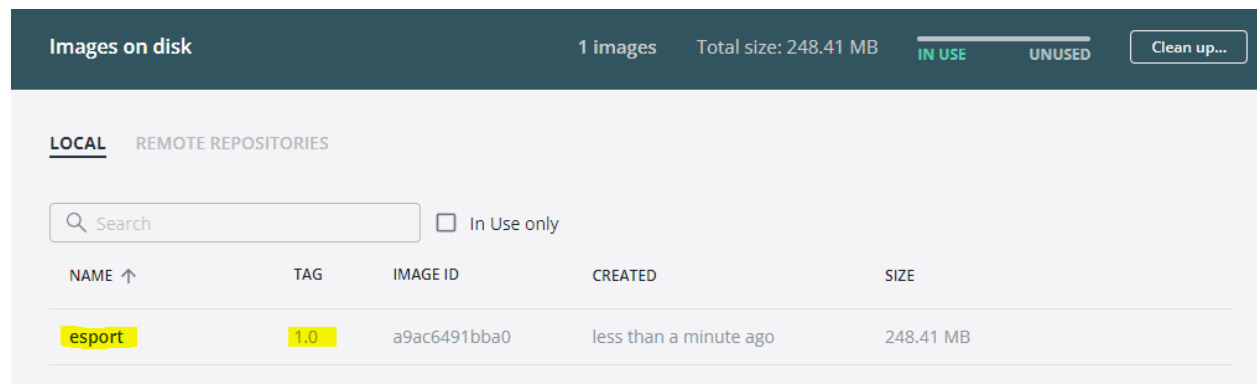 Images on disk 1 images Total size: 248.41 MB IN USE UNUSED Clean up...
LOCAL REMOTE REPOSITORIES
Search In Use only
NAME ↑ TAG IMAGE ID CREATED SIZE
esport 1.0 a9ac6491bba0 less than a minute ago 248.41 MB